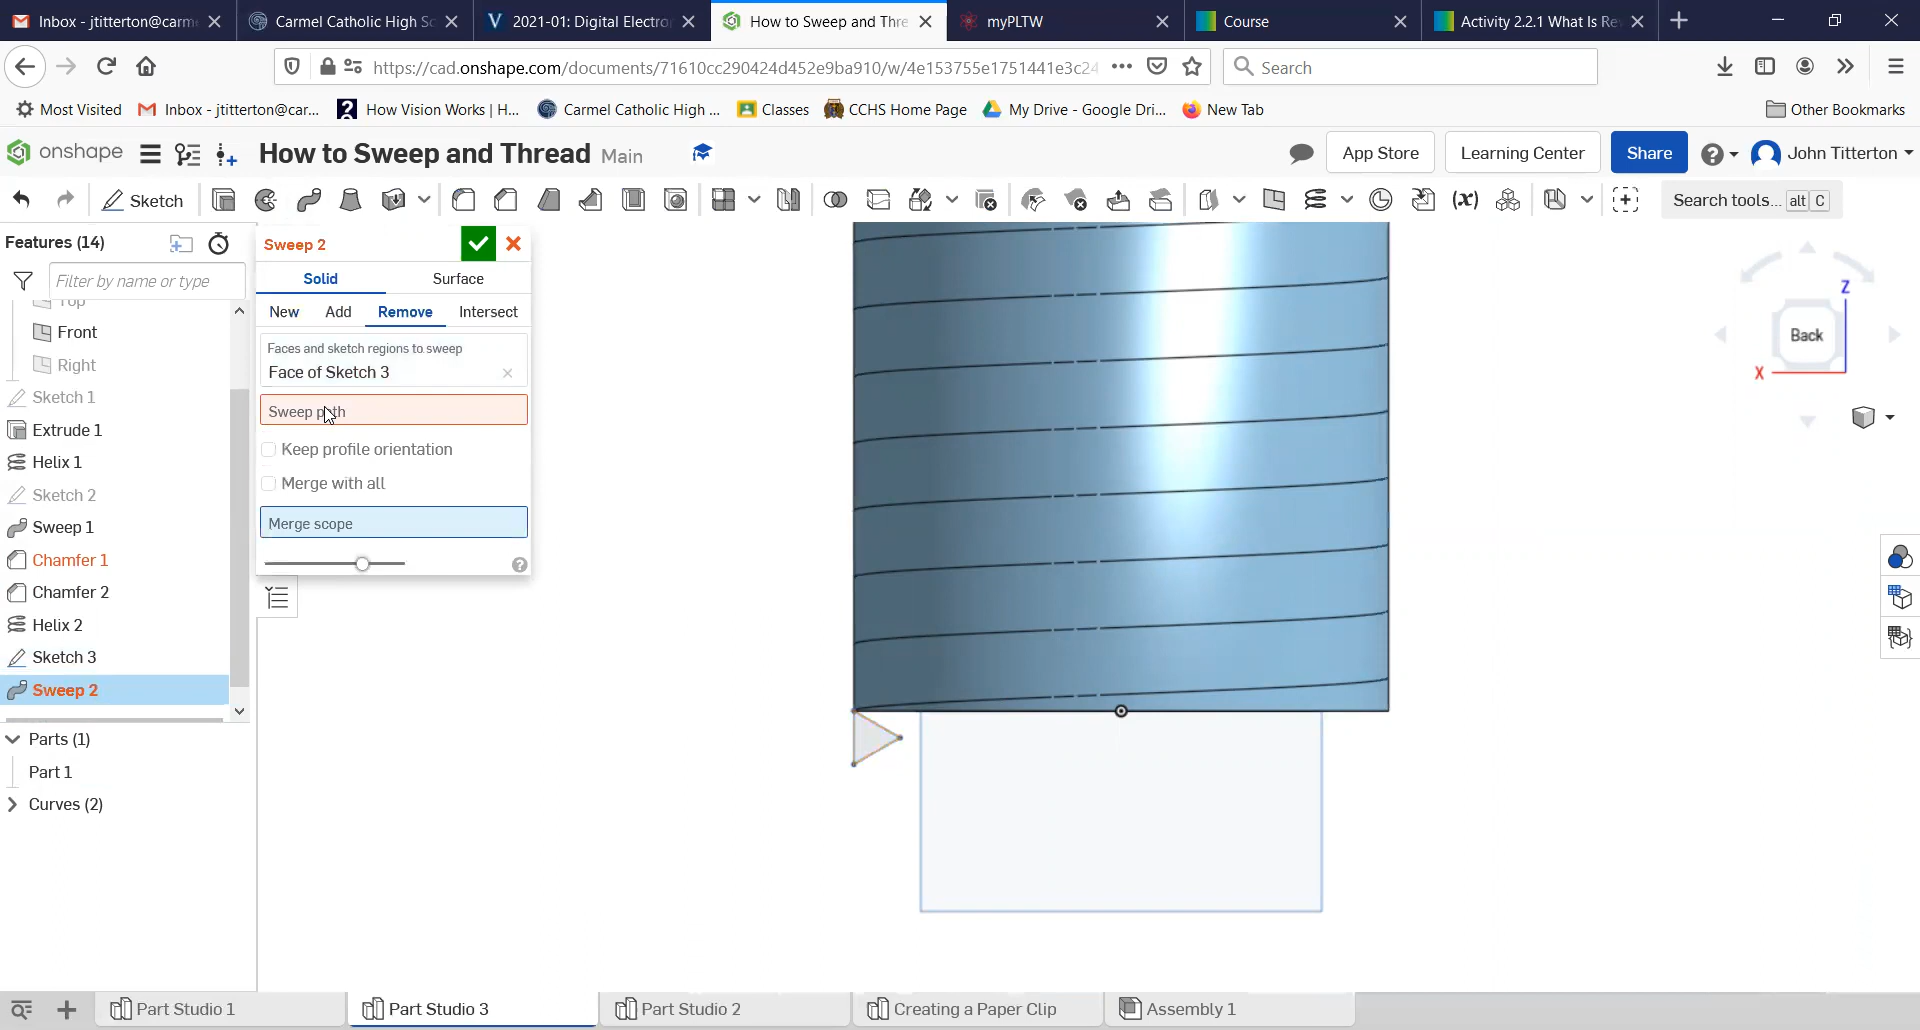 Inbox - jtitterton@carm
Carmel Catholic High Sc
2021-01: Digital Electro
How to Sweep and Thre
myPLTW
Course
Activity 2.2.1 What Is Re
https://cad.onshape.com/documents/71610cc290424d452e9ba910/w/4e153755e1751441e3c24
Search
Most Visited
Inbox - jtitterton@car...
How Vision Works | H...
Carmel Catholic High ...
Classes
CCHS Home Page
My Drive - Google Dri...
New Tab
Other Bookmarks
onshape
How to Sweep and Thread Main
App Store
Learning Center
Share
John Titterton
Sketch
Search tools... alt C
Features (14)
Filter by name or type
Top
Front
Right
Sketch 1
Extrude 1
Helix 1
Sketch 2
Sweep 1
Chamfer 1
Chamfer 2
Helix 2
Sketch 3
Sweep 2
Parts (1)
Part 1
Curves (2)
Sweep 2
Solid
Surface
New
Add
Remove
Intersect
Faces and sketch regions to sweep
Face of Sketch 3
Sweep path
Keep profile orientation
Merge with all
Merge scope
Z
Back
X
Part Studio 1
Part Studio 3
Part Studio 2
Creating a Paper Clip
Assembly 1